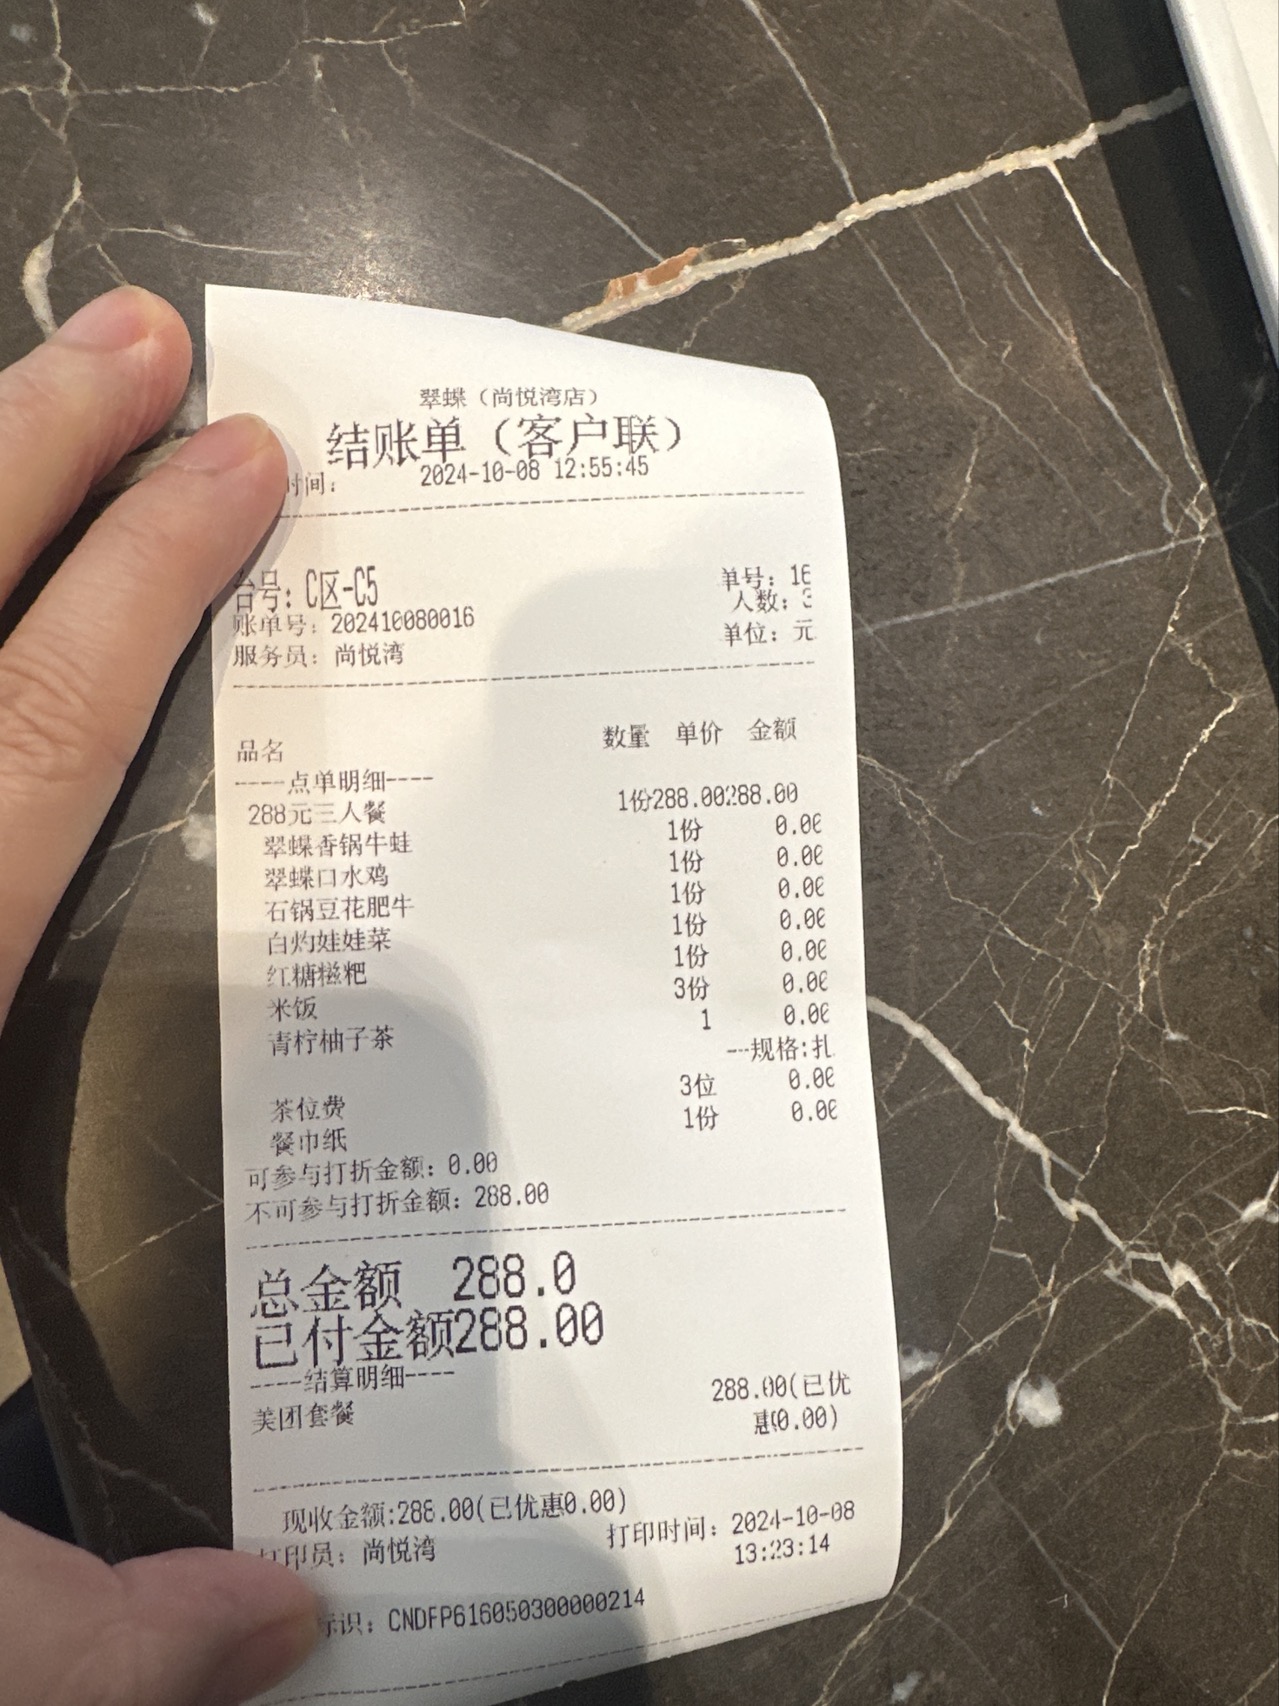 翠蝶（尚悦湾店）
结账单（客户联）
时间： 2024-10-08 12:55:45
台号：C区-C5 单号：16
账单号：202410080016 人数：3
服务员：尚悦湾 单位：元
品名 数量 单价 金额
----点单明细----
288元三人餐 1份288.00288.00
翠蝶香锅牛蛙 1份 0.00
翠蝶口水鸡 1份 0.00
石锅豆花肥牛 1份 0.00
白灼娃娃菜 1份 0.00
红糖糍粑 1份 0.00
米饭 3份 0.00
青柠柚子茶 1 0.00
---规格:扎
茶位费 3位 0.00
餐巾纸 1份 0.00
可参与打折金额：0.00
不可参与打折金额：288.00
总金额 288.0
已付金额288.00
----结算明细----
美团套餐 288.00(已优
惠0.00)
现收金额:288.00(已优惠0.00)
打印员：尚悦湾 打印时间：2024-10-08
13:23:14
标识：CNDFP616050300000214